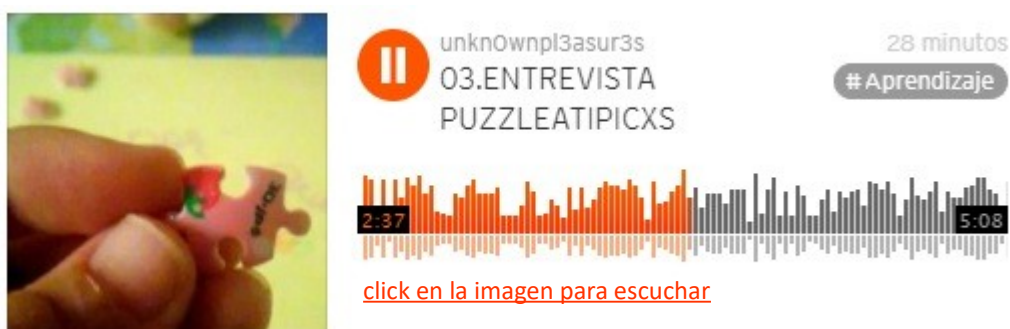 unkn0wnpl3asur3s
28 minutos
03.ENTREVISTA
PUZZLEATIPICXS
# Aprendizaje
2:37
5:08
click en la imagen para escuchar